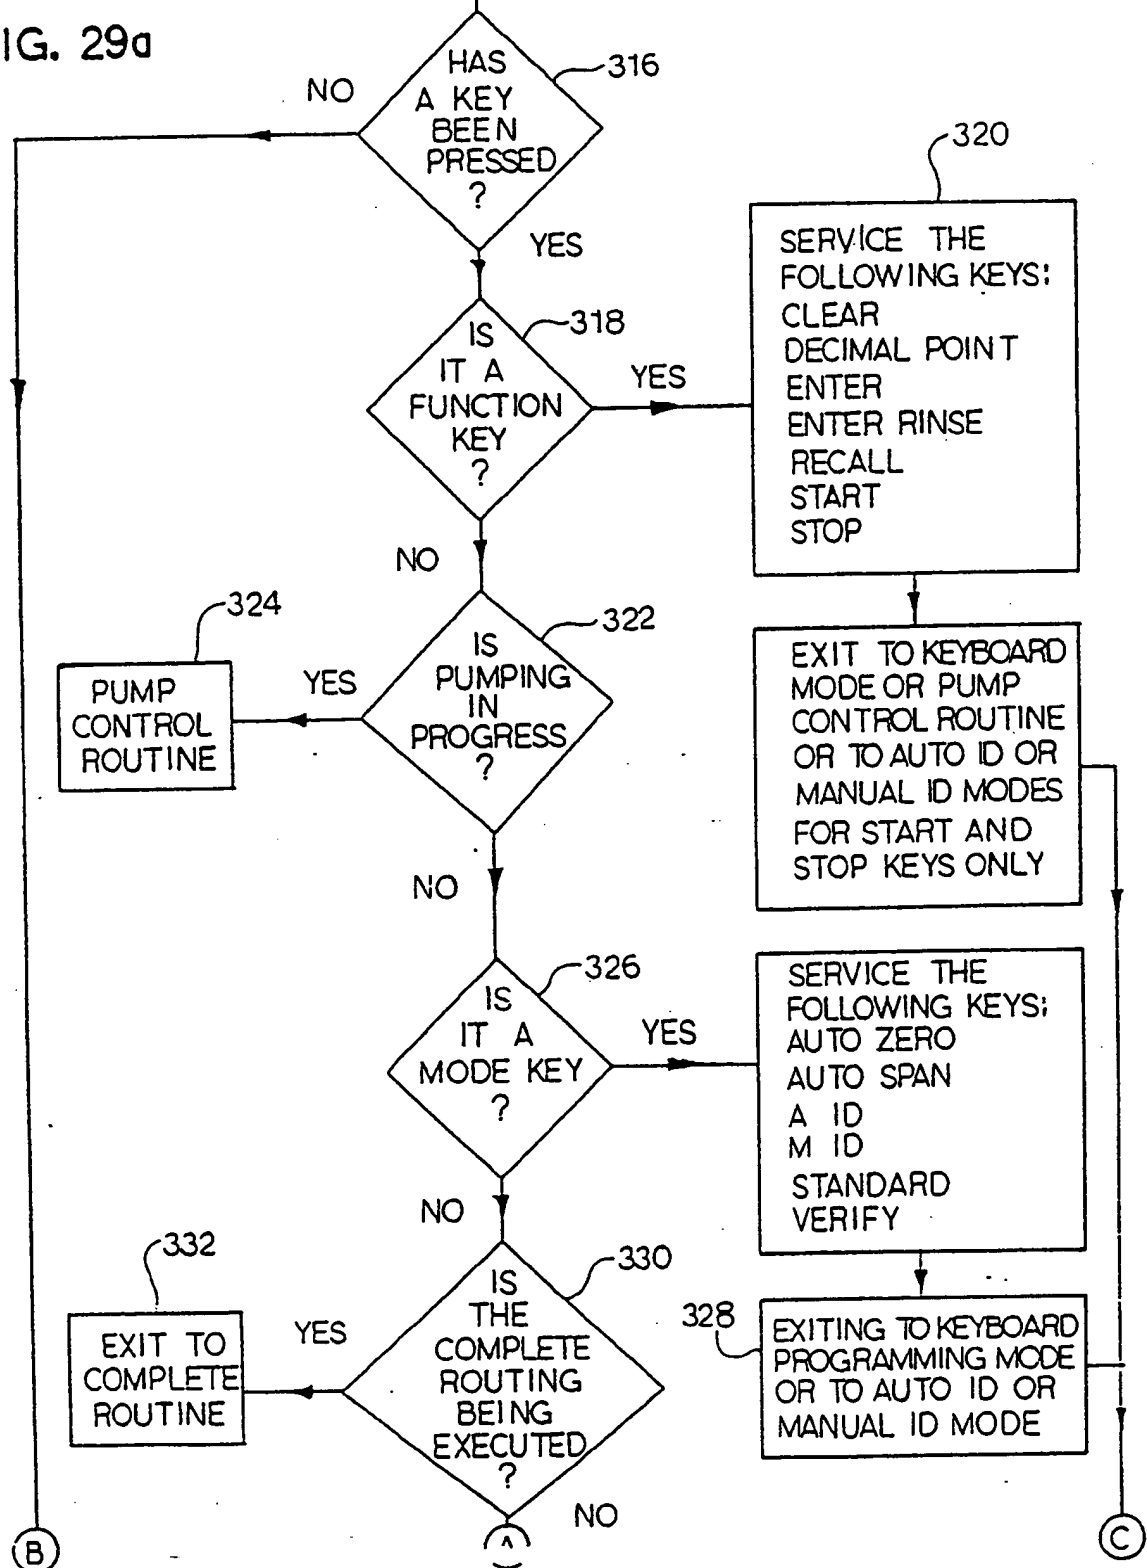 IG. 29a
HAS
A KEY
BEEN
PRESSED
?
316
NO
YES
320
SERVICE THE
FOLLOWING KEYS:
CLEAR
DECIMAL POINT
ENTER
ENTER RINSE
RECALL
START
STOP
IS
IT A
FUNCTION
KEY
?
318
YES
NO
324
PUMP
CONTROL
ROUTINE
YES
IS
PUMPING
IN
PROGRESS
?
322
EXIT TO KEYBOARD
MODE OR PUMP
CONTROL ROUTINE
OR TO AUTO ID OR
MANUAL ID MODES
FOR START AND
STOP KEYS ONLY
NO
IS
IT A
MODE KEY
?
326
YES
SERVICE THE
FOLLOWING KEYS:
AUTO ZERO
AUTO SPAN
A ID
M ID
STANDARD
VERIFY
NO
332
EXIT TO
COMPLETE
ROUTINE
YES
IS
THE
COMPLETE
ROUTING
BEING
EXECUTED
?
330
328
EXITING TO KEYBOARD
PROGRAMMING MODE
OR TO AUTO ID OR
MANUAL ID MODE
NO
B
A
C